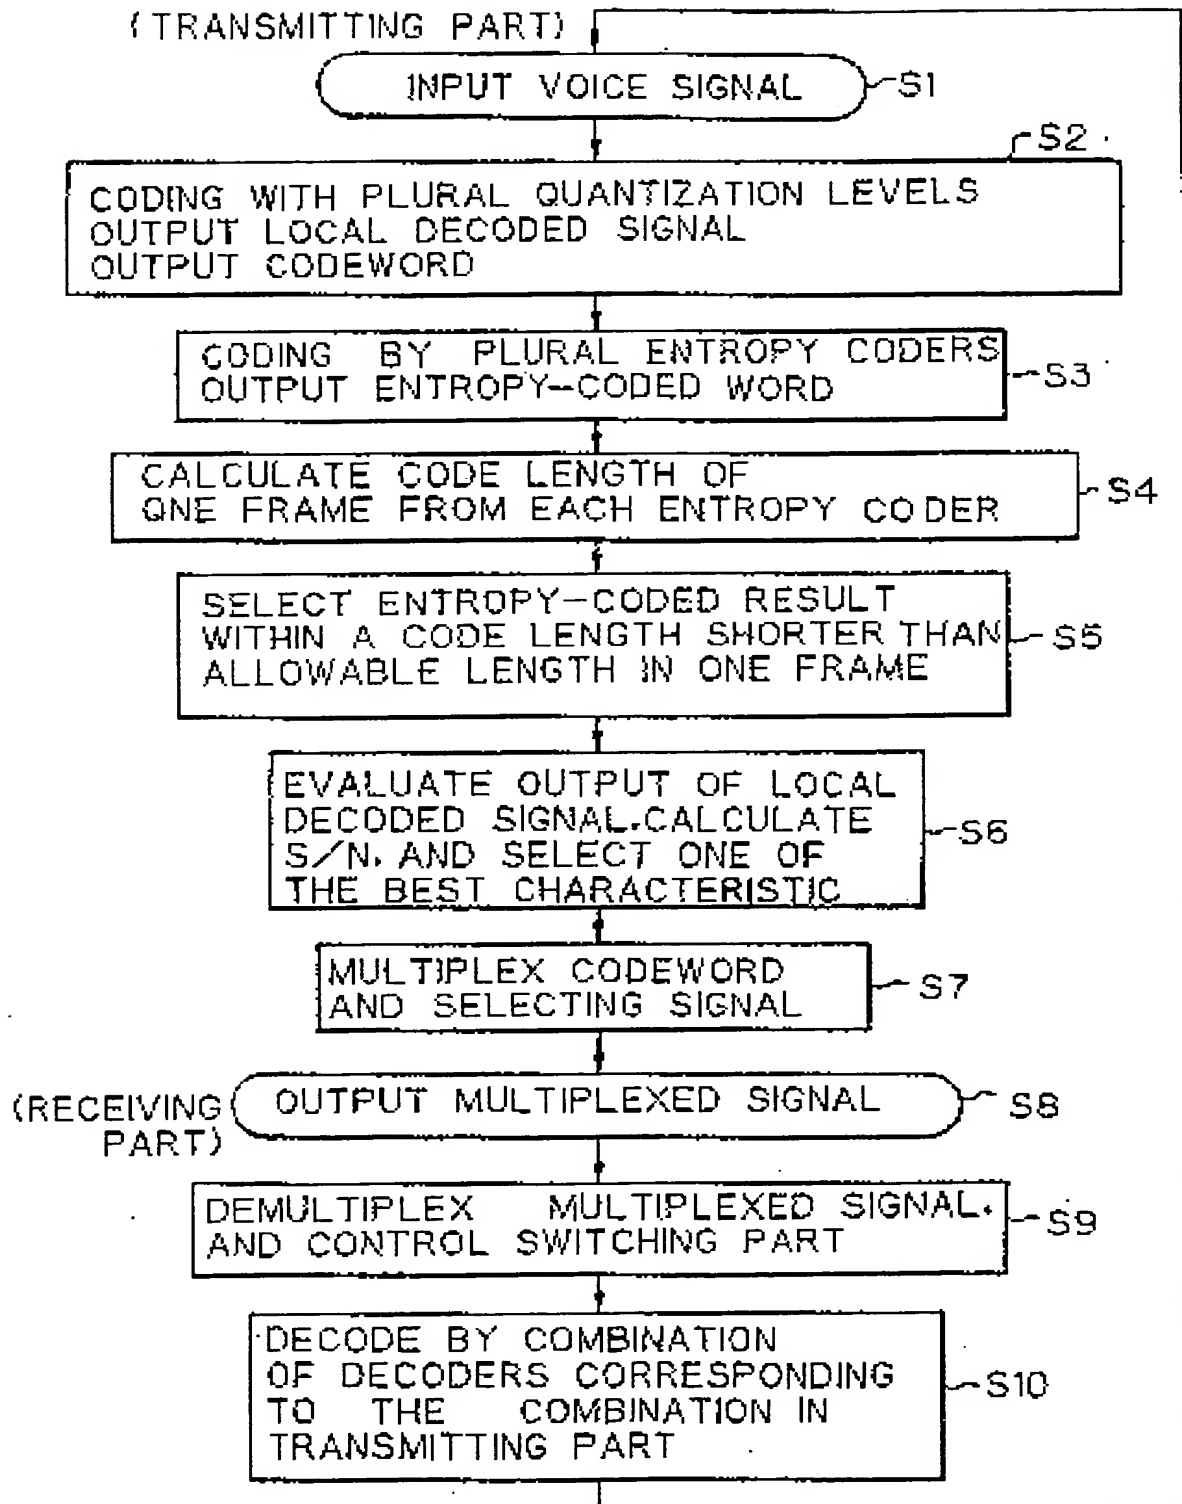 (TRANSMITTING PART)
INPUT VOICE SIGNAL
S1
S2
CODING WITH PLURAL QUANTIZATION LEVELS
OUTPUT LOCAL DECODED SIGNAL
OUTPUT CODEWORD
CODING BY PLURAL ENTROPY CODERS
OUTPUT ENTROPY-CODED WORD
S3
CALCULATE CODE LENGTH OF
ONE FRAME FROM EACH ENTROPY CODER
S4
SELECT ENTROPY-CODED RESULT
WITHIN A CODE LENGTH SHORTER THAN
ALLOWABLE LENGTH IN ONE FRAME
S5
EVALUATE OUTPUT OF LOCAL
DECODED SIGNAL.CALCULATE
S/N. AND SELECT ONE OF
THE BEST CHARACTERISTIC
S6
MULTIPLEX CODEWORD
AND SELECTING SIGNAL
S7
(RECEIVING
PART)
OUTPUT MULTIPLEXED SIGNAL
S8
DEMULTIPLEX MULTIPLEXED SIGNAL.
AND CONTROL SWITCHING PART
S9
DECODE BY COMBINATION
OF DECODERS CORRESPONDING
TO THE COMBINATION IN
TRANSMITTING PART
S10